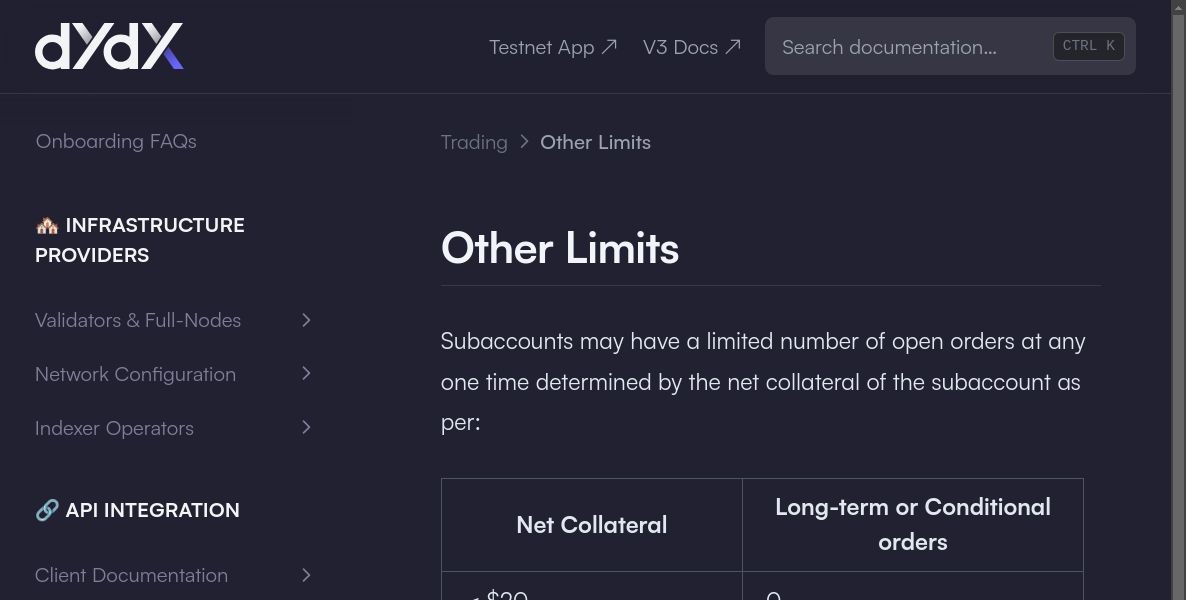 dYdX
Testnet App
V3 Docs
Search documentation...
CTRL K
Onboarding FAQs
INFRASTRUCTURE
PROVIDERS
Validators & Full-Nodes
Network Configuration
Indexer Operators
API INTEGRATION
Client Documentation
Trading > Other Limits
Other Limits
Subaccounts may have a limited number of open orders at any
one time determined by the net collateral of the subaccount as
per:
Net Collateral
Long-term or Conditional
orders
< $20
0